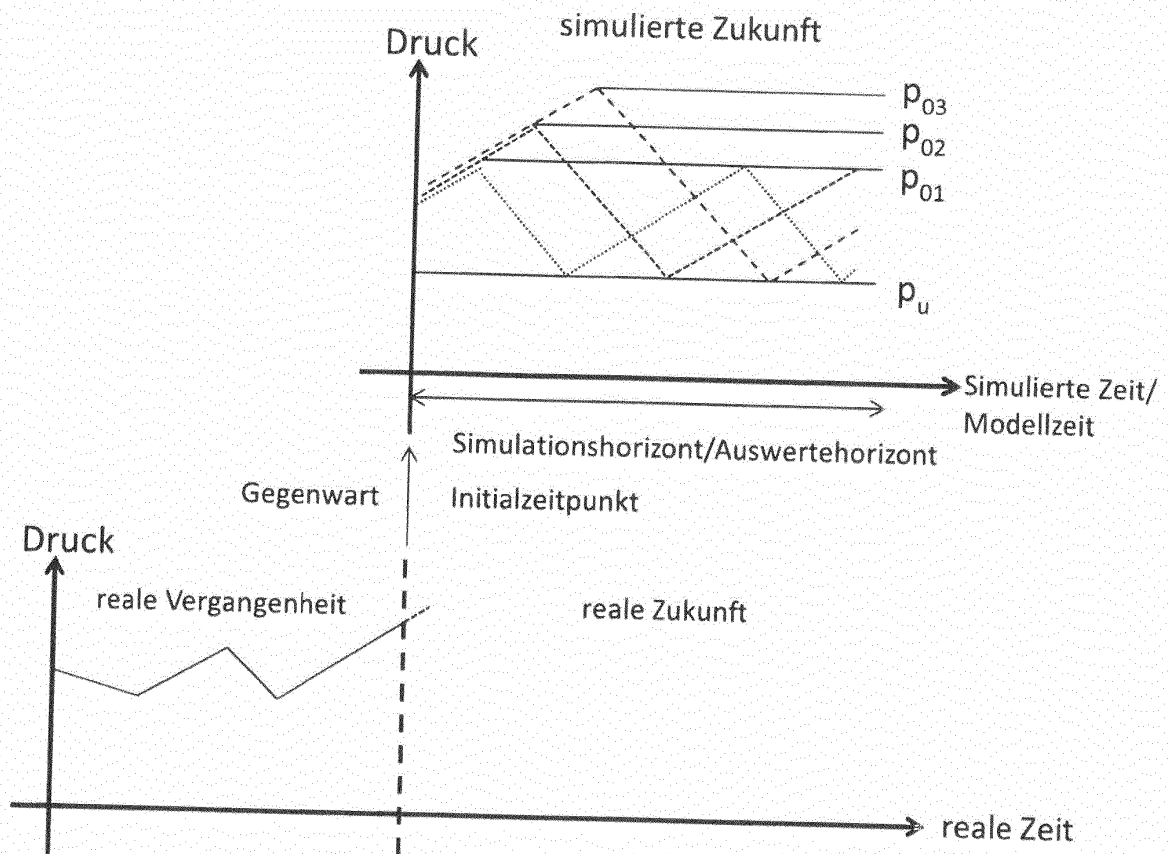 simulierte Zukunft
Druck
p03
p02
p01
pu
Simulierte Zeit/
Modellzeit
Simulationshorizont/Auswertehorizont
Gegenwart
Initialzeitpunkt
Druck
reale Vergangenheit
reale Zukunft
reale Zeit